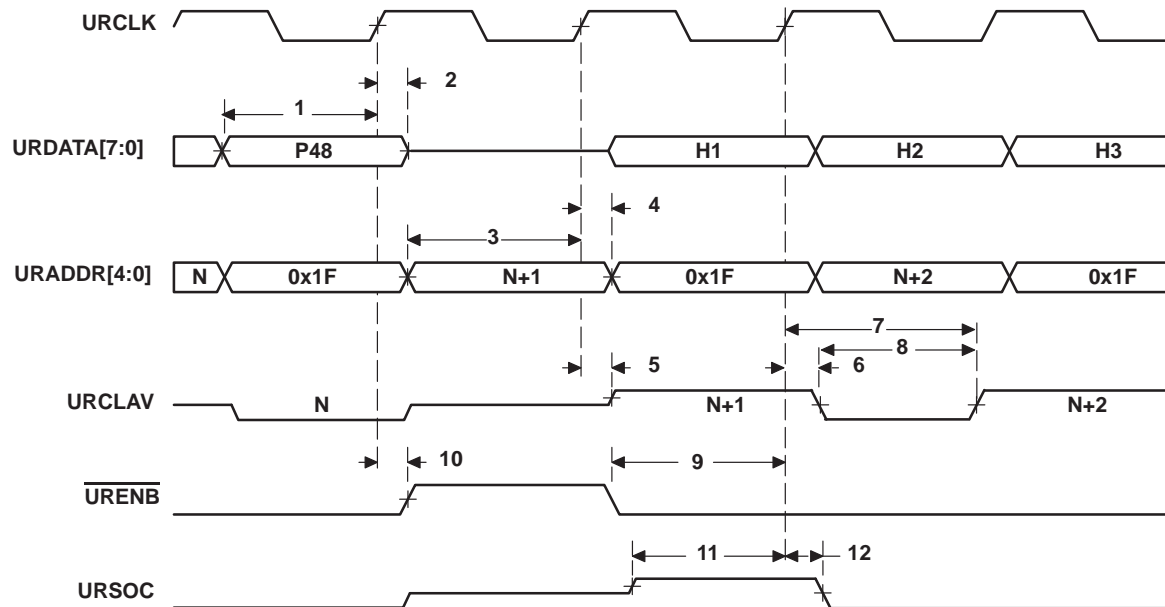 URCLK
2
1
URDATA[7:0] P48 H1 H2 H3
4
3
URADDR[4:0] N 0x1F N+1 0x1F N+2 0x1F
7
8
5 6
URCLAV N N+1 N+2
10 9
URENB
11 12
URSOC